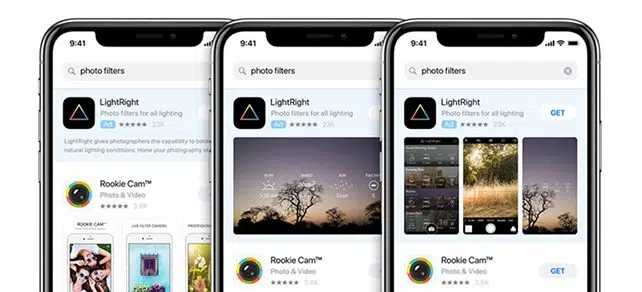 9:41
photo filters
LightRight
Photo filters for all lighting
Ad ★★★★★ 23K
LightRight gives photographers the capability to boo
natural lighting conditions. Hone your photography s
Rookie Cam™
Photo & Video
★★★★★ 3.8K
ROOKIE CAM™
LIVE FILTER CAMERA
PROFESSION
9:41
photo filters
LightRight
Photo filters for all lighting
Ad ★★★★★ 23K
SUN
WIND
AIR
FACING
Dust
Rookie Cam™
Photo & Video
★★★★★ 3.8K
9:41
photo filters
LightRight
Photo filters for all lighting
Ad ★★★★★ 23K
GET
Rookie Cam™
Photo & Video
★★★★★ 3.8K
GET